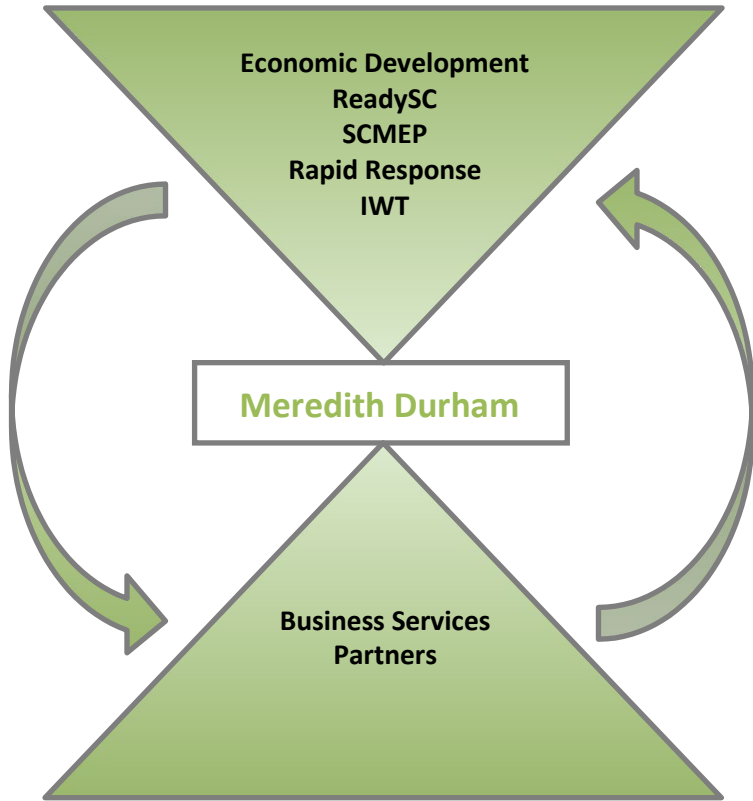 Economic Development
ReadySC
SCMEP
Rapid Response
IWT
Meredith Durham
Business Services
Partners